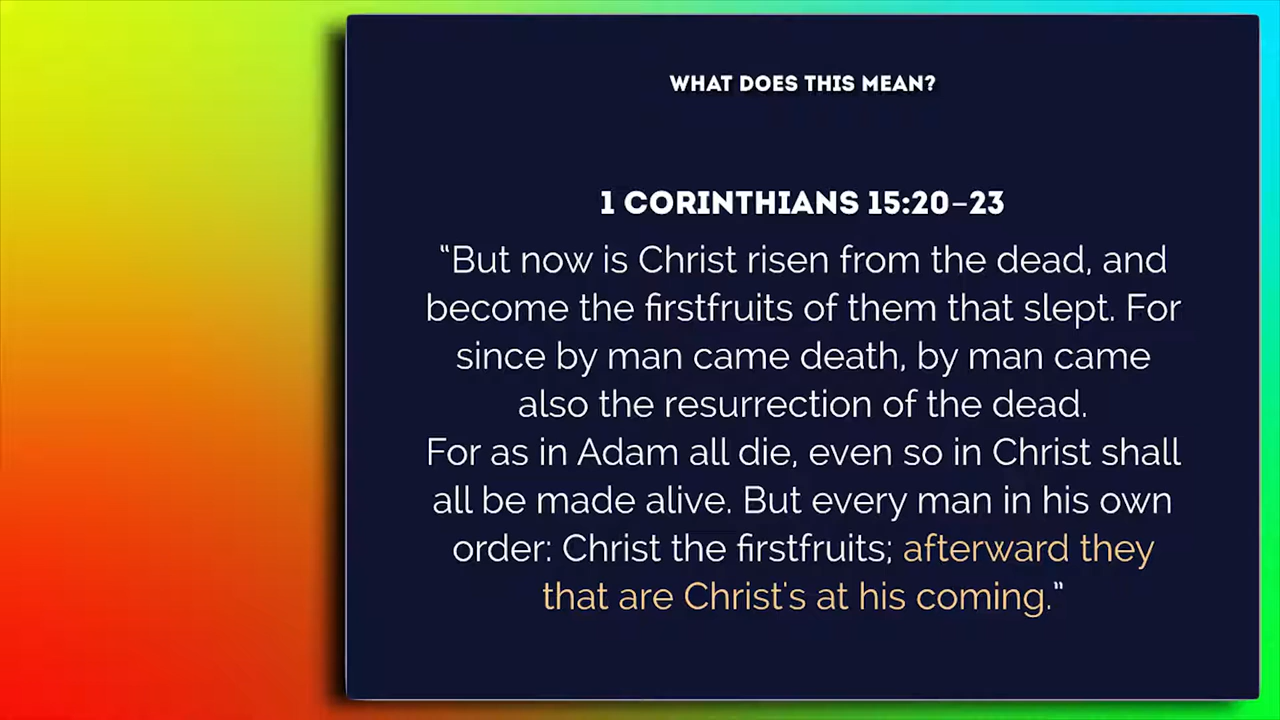 WHAT DOES THIS MEAN?
1 CORINTHIANS 15:20–23
“But now is Christ risen from the dead, and
become the firstfruits of them that slept. For
since by man came death, by man came
also the resurrection of the dead.
For as in Adam all die, even so in Christ shall
all be made alive. But every man in his own
order: Christ the firstfruits; afterward they
that are Christ's at his coming.”